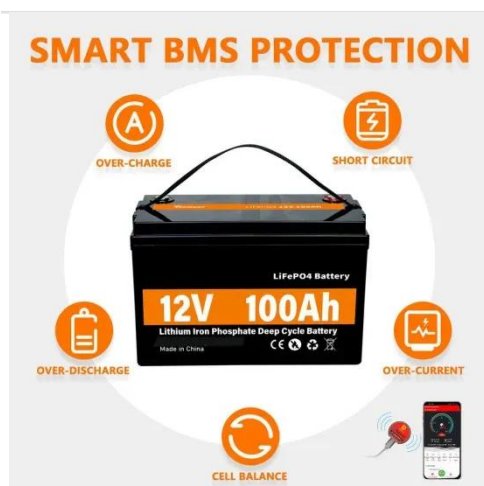 SMART BMS PROTECTION
OVER-CHARGE
SHORT CIRCUIT
LiFePO4 Battery
12V 100Ah
Lithium Iron Phosphate Deep Cycle Battery
Made in China
CE
OVER-DISCHARGE
OVER-CURRENT
CELL BALANCE